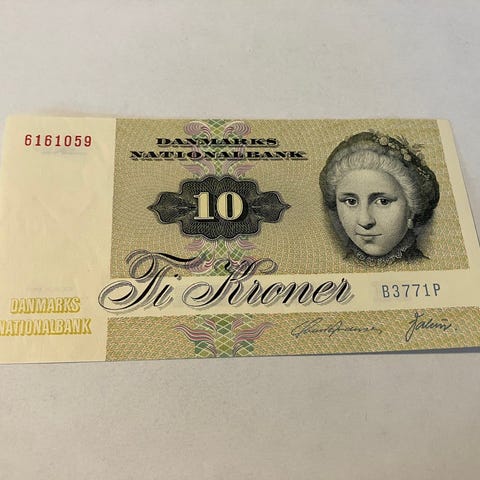 6161059
DANMARKS
NATIONALBANK
10
Ti Kroner
B3771P
DANMARKS
NATIONALBANK